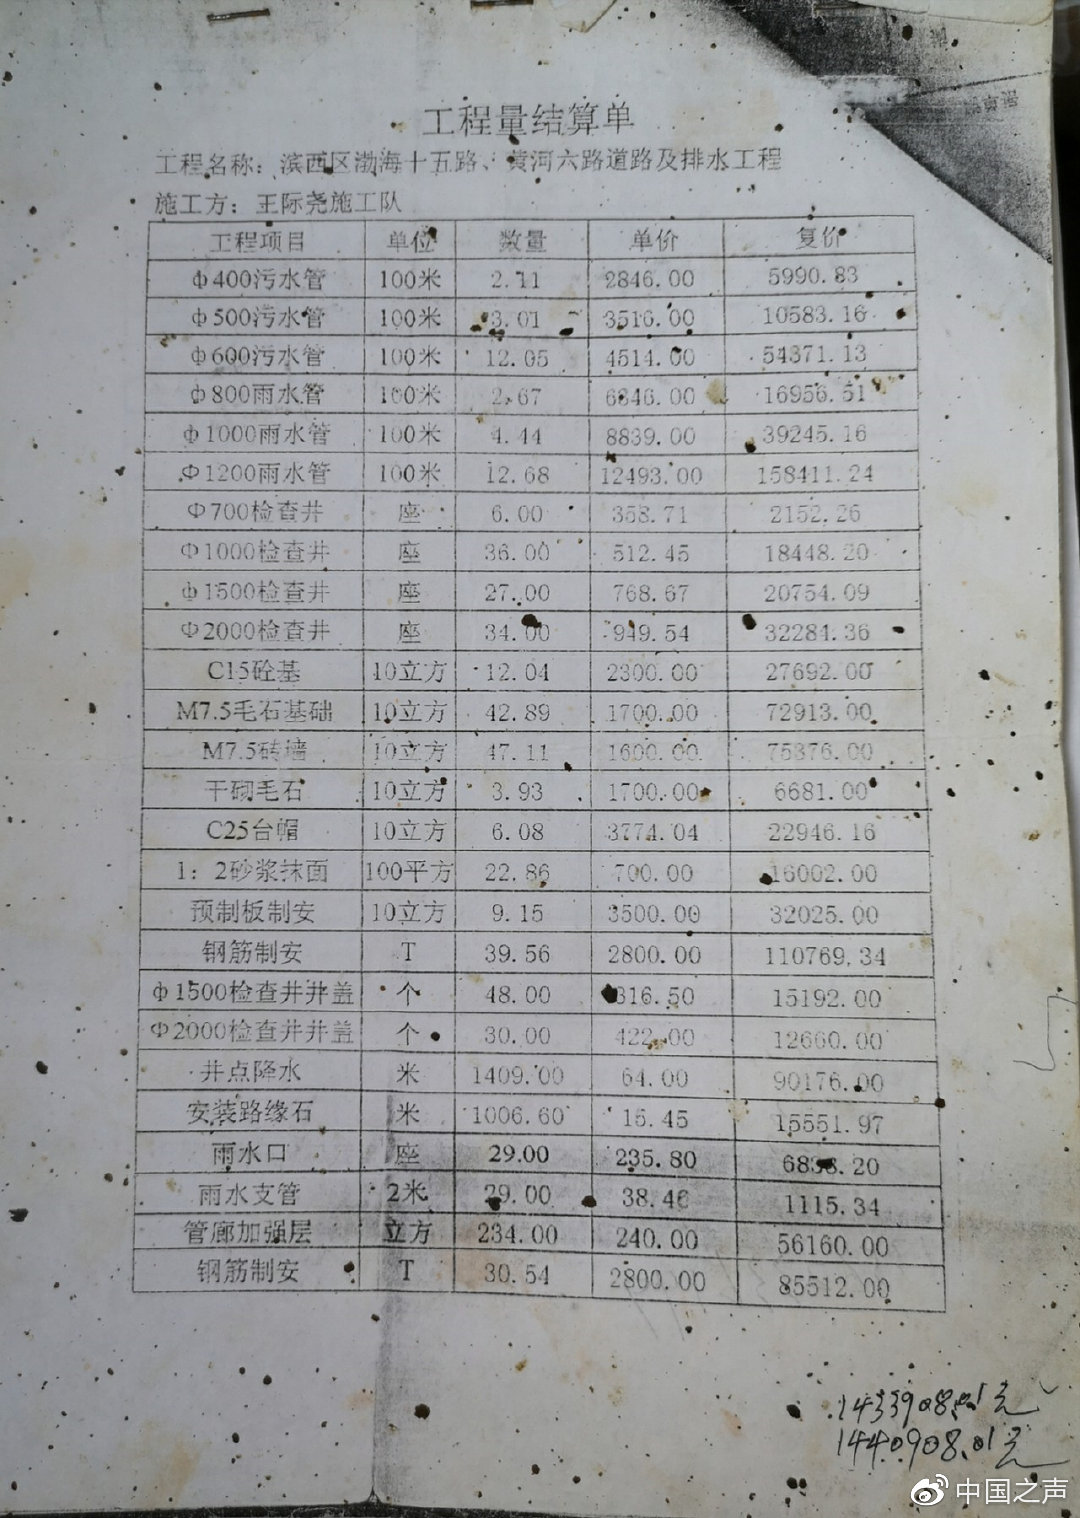 工程量结算单
工程名称：滨西区渤海十五路、黄河六路道路及排水工程
施工方：王际尧施工队
工程项目 单位 数量 单价 复价
Φ400污水管 100米 2.11 2846.00 5990.83
Φ500污水管 100米 3.01 3516.00 10583.16
Φ600污水管 100米 12.05 4514.00 54371.13
Φ800雨水管 100米 2.67 6346.00 16956.51
Φ1000雨水管 100米 4.44 8839.00 39245.16
Φ1200雨水管 100米 12.68 12493.00 158411.24
Φ700检查井 座 6.00 358.71 2152.26
Φ1000检查井 座 36.00 512.45 18448.20
Φ1500检查井 座 27.00 768.67 20754.09
Φ2000检查井 座 34.00 949.54 32284.36
C15砼基 10立方 12.04 2300.00 27692.00
M7.5毛石基础 10立方 42.89 1700.00 72913.00
M7.5砖墙 10立方 47.11 1600.00 75376.00
干砌毛石 10立方 3.93 1700.00 6681.00
C25台帽 10立方 6.08 3774.04 22946.16
1：2砂浆抹面 100平方 22.86 700.00 16002.00
预制板制安 10立方 9.15 3500.00 32025.00
钢筋制安 T 39.56 2800.00 110769.34
Φ1500检查井井盖 个 48.00 316.50 15192.00
Φ2000检查井井盖 个 30.00 422.00 12660.00
井点降水 米 1409.00 64.00 90176.00
安装路缘石 米 1006.60 15.45 15551.97
雨水口 座 29.00 235.80 6838.20
雨水支管 2米 29.00 38.46 1115.34
管廊加强层 立方 234.00 240.00 56160.00
钢筋制安 T 30.54 2800.00 85512.00
1440908.01元
中国之声